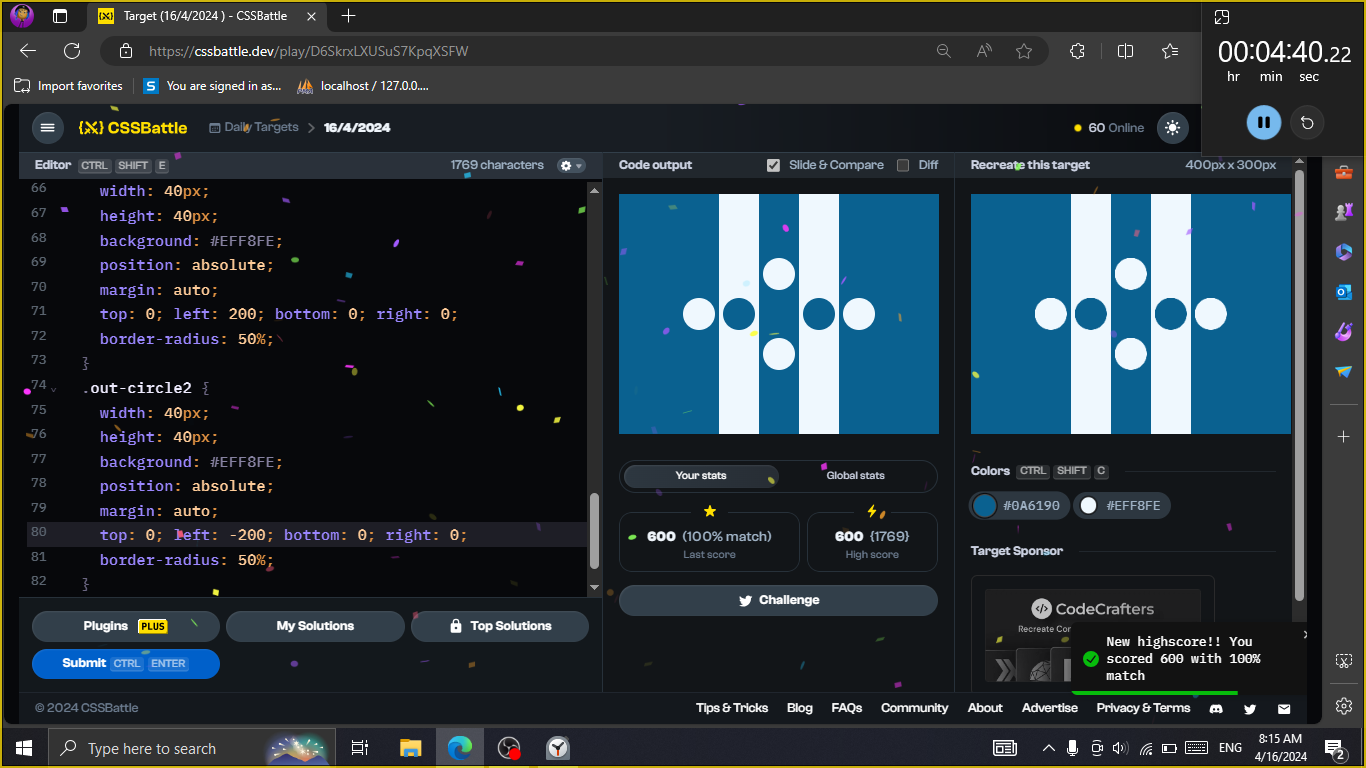 Target (16/4/2024 ) - CSSBattle
00:04:40.22
hr min sec
https://cssbattle.dev/play/D6SkrxLXUSuS7KpqXSFW
Import favorites
S You are signed in as...
localhost / 127.0.0....
{X} CSSBattle
Daily Targets > 16/4/2024
60 Online
Editor CTRL SHIFT E
1769 characters
Code output
Slide & Compare
Diff
Recreate this target
400px x 300px
66 width: 40px;
67 height: 40px;
68 background: #EFF8FE;
69 position: absolute;
70 margin: auto;
71 top: 0; left: 200; bottom: 0; right: 0;
72 border-radius: 50%;
73 }
74 .out-circle2 {
75 width: 40px;
76 height: 40px;
77 background: #EFF8FE;
78 position: absolute;
79 margin: auto;
80 top: 0; left: -200; bottom: 0; right: 0;
81 border-radius: 50%;
82 }
Plugins PLUS
My Solutions
Top Solutions
Submit CTRL ENTER
Your stats
Global stats
600 (100% match)
Last score
600 {1769}
High score
Challenge
Colors CTRL SHIFT C
#0A6190
#EFF8FE
Target Sponsor
CodeCrafters
New highscore!! You
scored 600 with 100%
match
© 2024 CSSBattle
Tips & Tricks
Blog
FAQs
Community
About
Advertise
Privacy & Terms
Type here to search
ENG
8:15 AM
4/16/2024
2